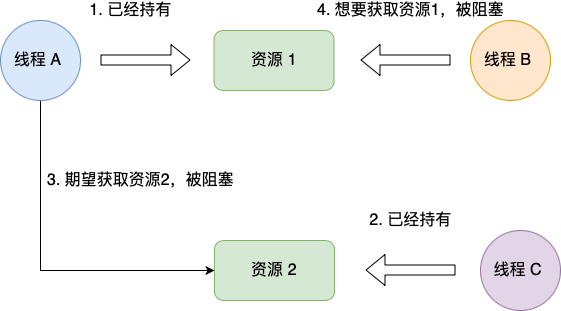 1. 已经持有
4. 想要获取资源1，被阻塞
线程 A
资源 1
线程 B
3. 期望获取资源2，被阻塞
2. 已经持有
资源 2
线程 C